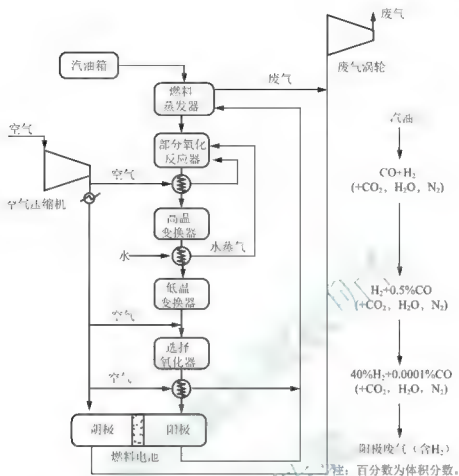 废气
汽油箱
废气
废气涡轮
燃料
蒸发器
汽油
空气
部分氧化
反应器
空气
CO+H₂
(+CO₂, H₂O, N₂)
空气压缩机
高温
变换器
水
水蒸气
低温
变换器
H₂+0.5%CO
(+CO₂, H₂O, N₂)
空气
选择
氧化器
空气
40%H₂+0.0001%CO
(+CO₂, H₂O, N₂)
阴极
阳极
燃料电池
阳极废气（含H₂）
注：百分数为体积分数。